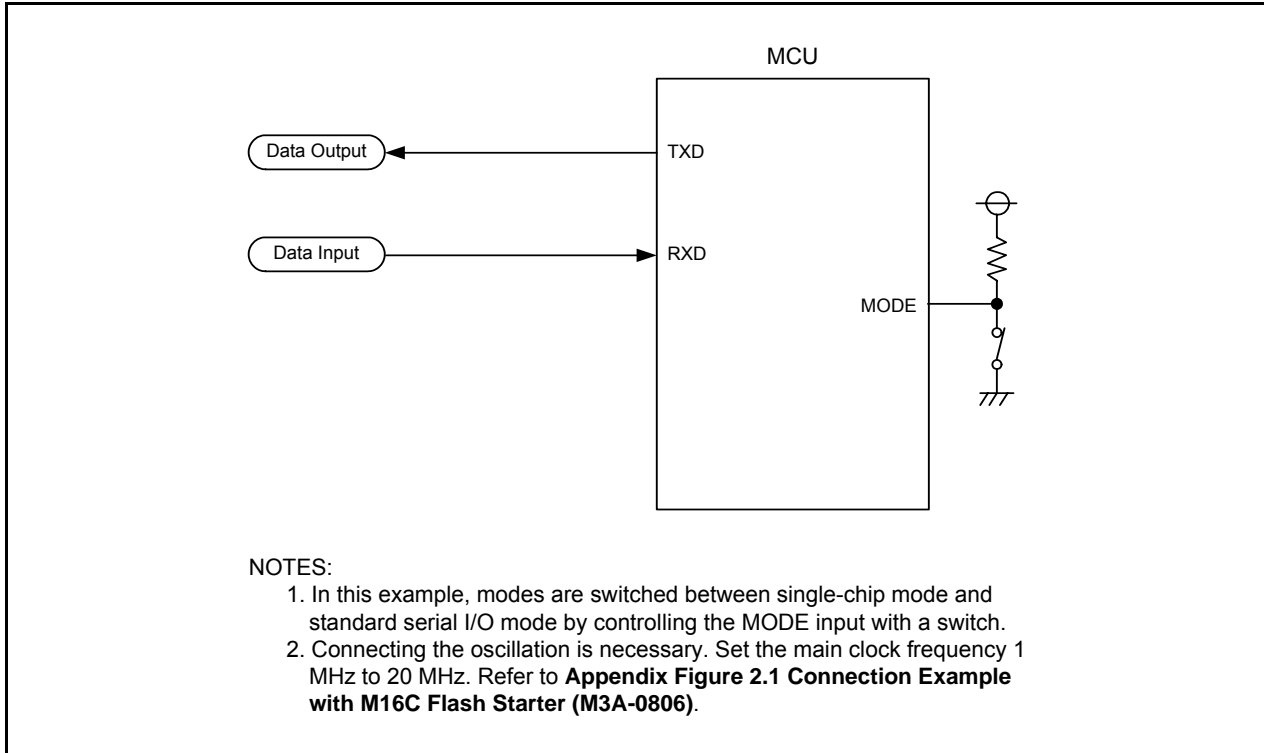 MCU
Data Output
TXD
Data Input
RXD
MODE
NOTES:
1. In this example, modes are switched between single-chip mode and
standard serial I/O mode by controlling the MODE input with a switch.
2. Connecting the oscillation is necessary. Set the main clock frequency 1
MHz to 20 MHz. Refer to Appendix Figure 2.1 Connection Example
with M16C Flash Starter (M3A-0806).